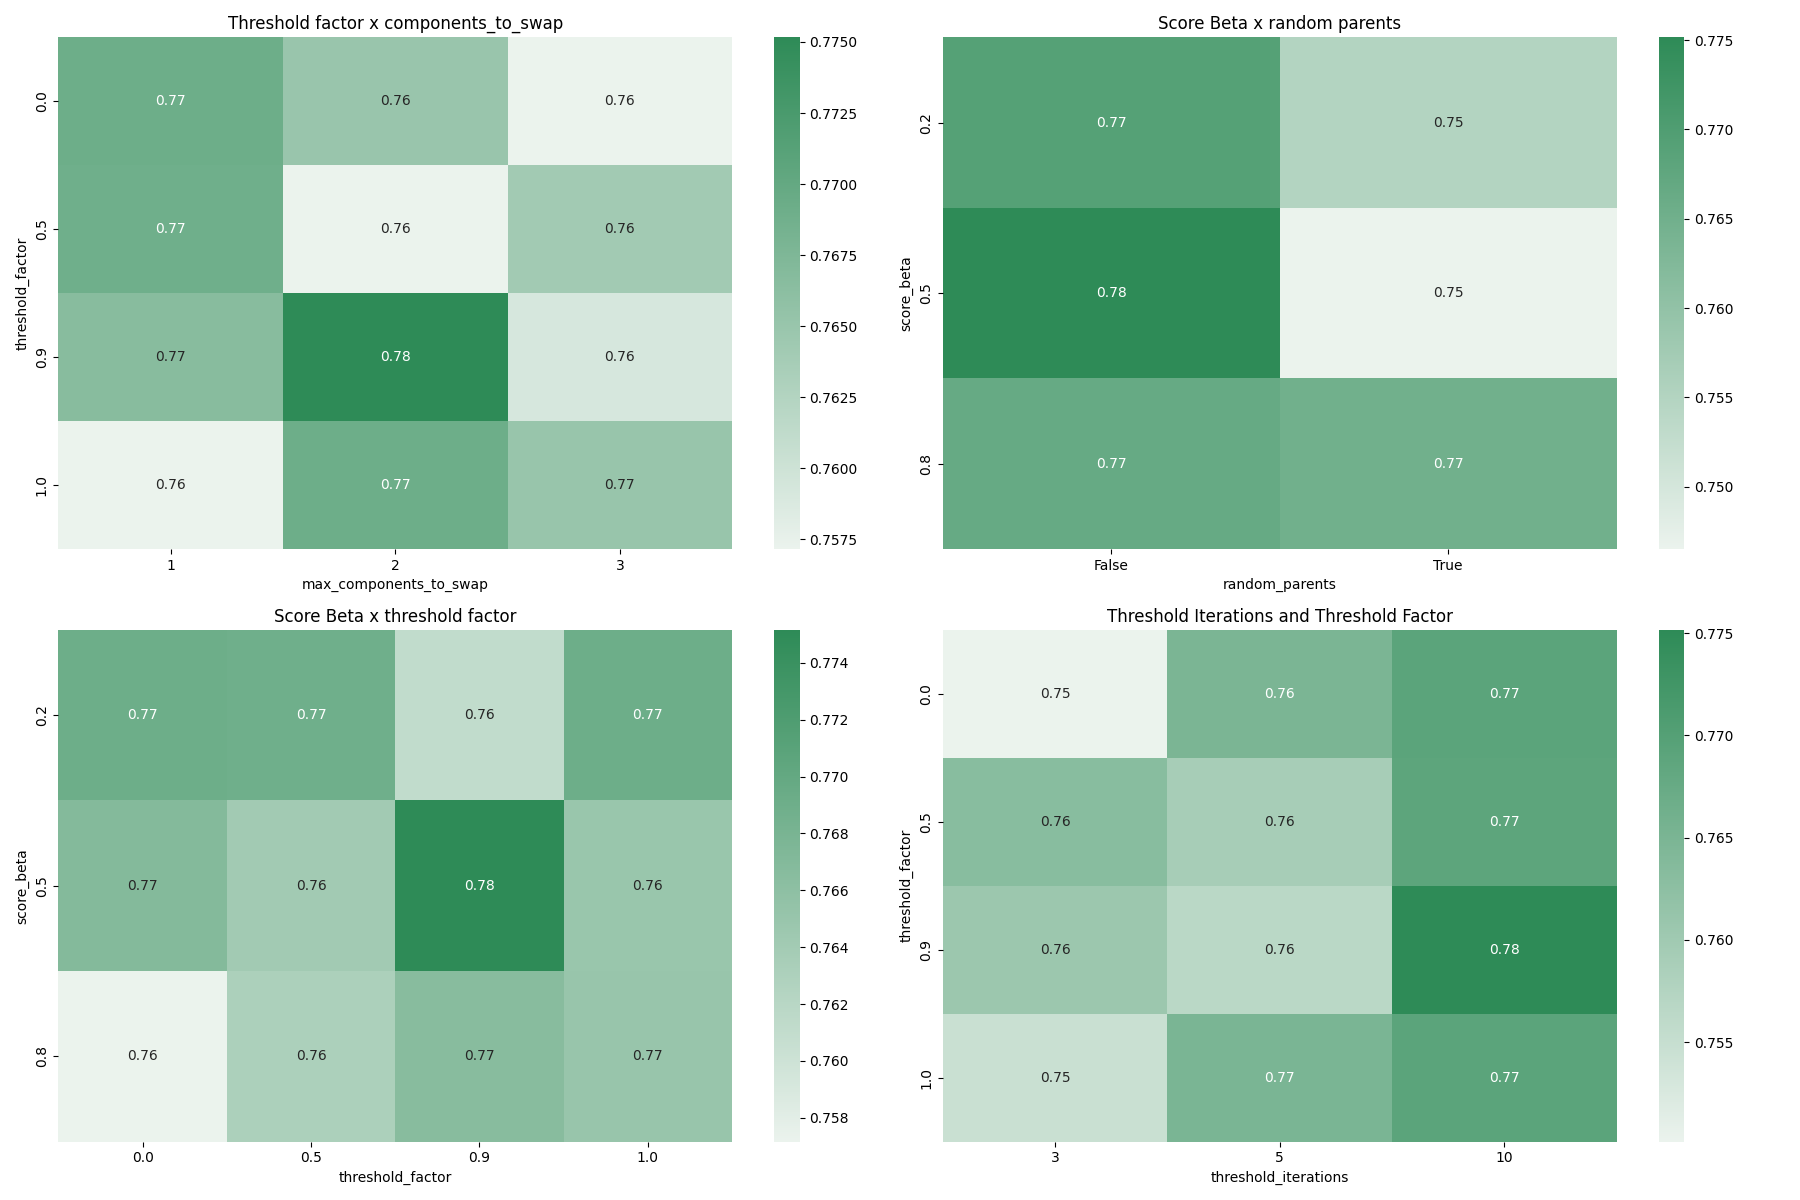 Threshold factor x components_to_swap
threshold_factor
0.0 0.77 0.76 0.76
0.5 0.77 0.76 0.76
0.9 0.77 0.78 0.76
1.0 0.76 0.77 0.77
1 2 3
max_components_to_swap
0.7750
0.7725
0.7700
0.7675
0.7650
0.7625
0.7600
0.7575
Score Beta x random parents
score_beta
0.2 0.77 0.75
0.5 0.78 0.75
0.8 0.77 0.77
False True
random_parents
0.775
0.770
0.765
0.760
0.755
0.750
Score Beta x threshold factor
score_beta
0.2 0.77 0.77 0.76 0.77
0.5 0.77 0.76 0.78 0.76
0.8 0.76 0.76 0.77 0.77
0.0 0.5 0.9 1.0
threshold_factor
0.774
0.772
0.770
0.768
0.766
0.764
0.762
0.760
0.758
Threshold Iterations and Threshold Factor
threshold_factor
0.0 0.75 0.76 0.77
0.5 0.76 0.76 0.77
0.9 0.76 0.76 0.78
1.0 0.75 0.77 0.77
3 5 10
threshold_iterations
0.775
0.770
0.765
0.760
0.755